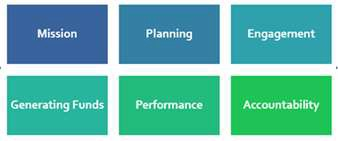 Mission
Planning
Engagement
Generating Funds
Performance
Accountability